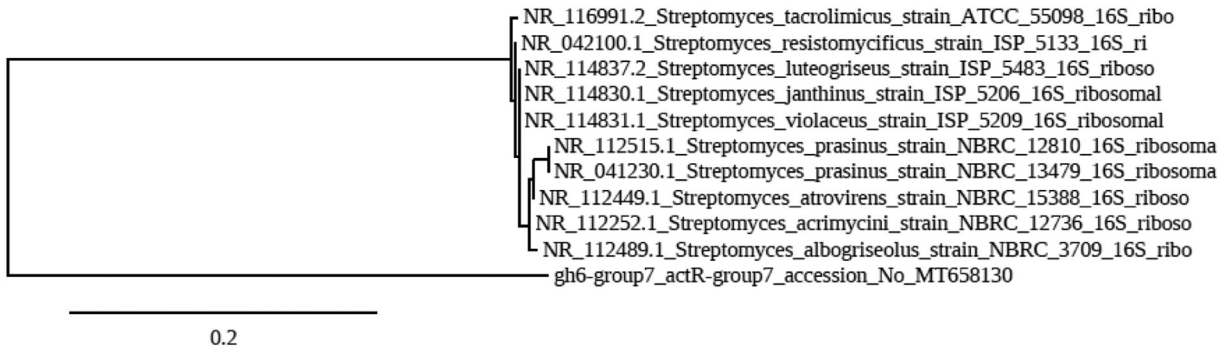 NR_116991.2_Streptomyces_tacrolimicus_strain_ATCC_55098_16S_ribo
NR_042100.1_Streptomyces_resistomycificus_strain_ISP_5133_16S_ri
NR_114837.2_Streptomyces_luteogriseus_strain_ISP_5483_16S_riboso
NR_114830.1_Streptomyces_janthinus_strain_ISP_5206_16S_ribosomal
NR_114831.1_Streptomyces_violaceus_strain_ISP_5209_16S_ribosomal
NR_112515.1_Streptomyces_prasinus_strain_NBRC_12810_16S_ribosoma
NR_041230.1_Streptomyces_prasinus_strain_NBRC_13479_16S_ribosoma
NR_112449.1_Streptomyces_atrovirens_strain_NBRC_15388_16S_riboso
NR_112252.1_Streptomyces_acrimycini_strain_NBRC_12736_16S_riboso
NR_112489.1_Streptomyces_albogriseolus_strain_NBRC_3709_16S_ribo
gh6-group7_actR-group7_accession_No_MT658130
0.2